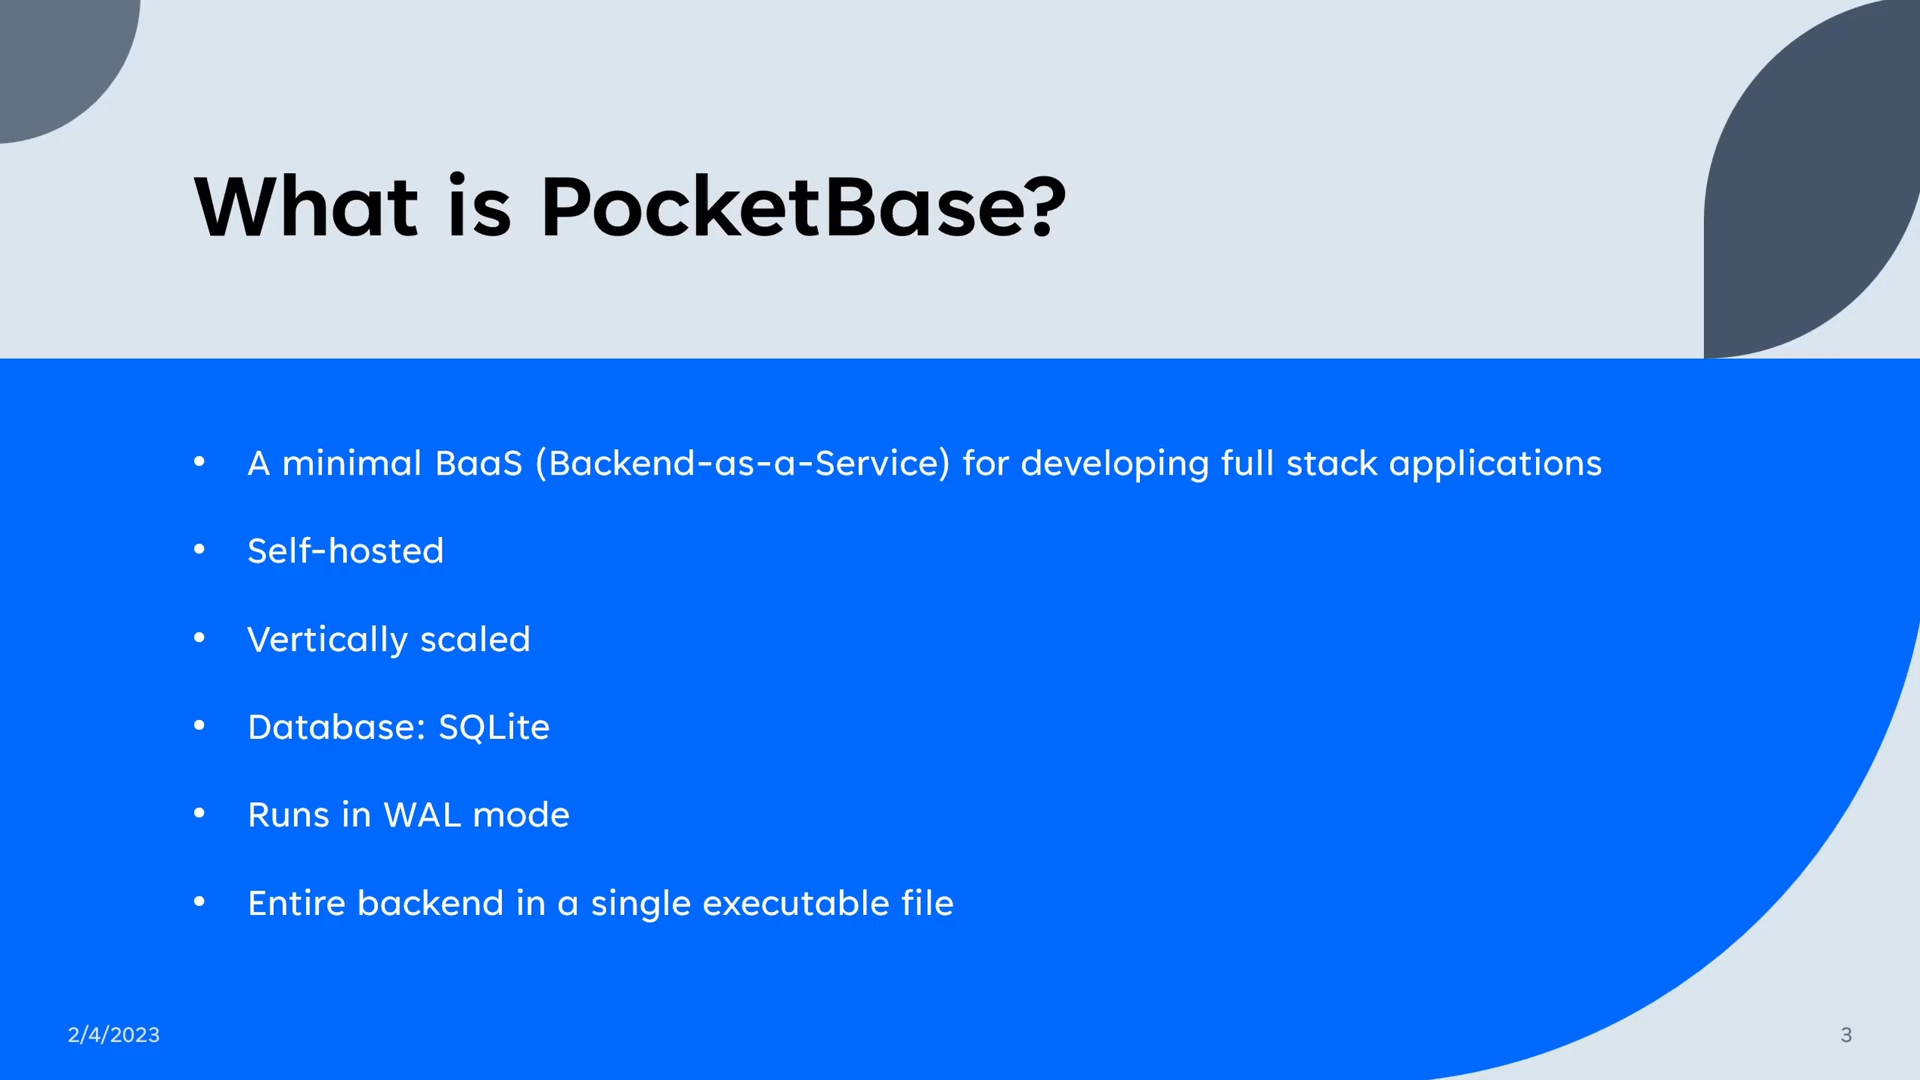 What is PocketBase?
• A minimal BaaS (Backend-as-a-Service) for developing full stack applications
• Self-hosted
• Vertically scaled
• Database: SQLite
• Runs in WAL mode
• Entire backend in a single executable file
2/4/2023
3